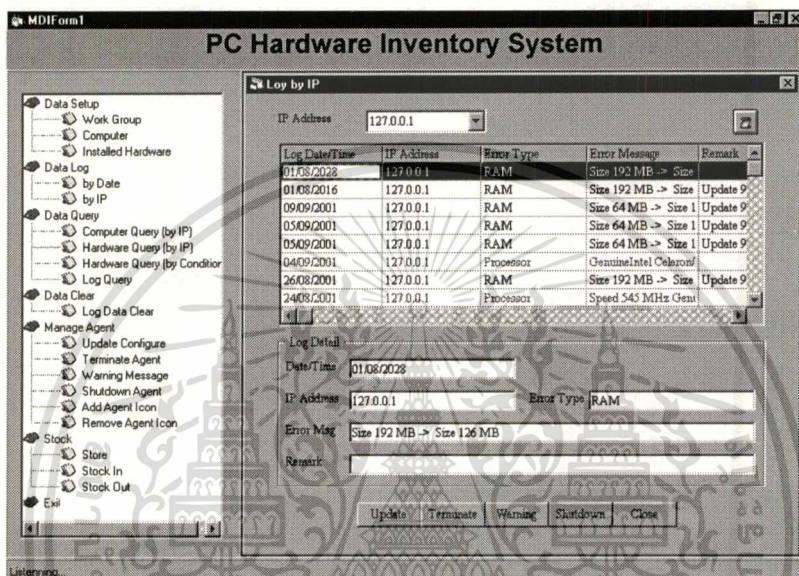 MDIForm1
PC Hardware Inventory System
Data Setup
Work Group
Computer
Installed Hardware
Data Log
by Date
by IP
Data Query
Computer Query (by IP)
Hardware Query (by IP)
Hardware Query (by Condition
Log Query
Data Clear
Log Data Clear
Manage Agent
Update Configure
Terminate Agent
Warning Message
Shutdown Agent
Add Agent Icon
Remove Agent Icon
Stock
Store
Stock In
Stock Out
Exit
Loy by IP
IP Address 127.0.0.1
Log Date/Time IP Address Error Type Error Message Remark
01/08/2028 127.0.0.1 RAM Size 192 MB -> Size
01/08/2016 127.0.0.1 RAM Size 192 MB -> Size Update 9
09/09/2001 127.0.0.1 RAM Size 64 MB -> Size 1 Update 9
05/09/2001 127.0.0.1 RAM Size 64 MB -> Size 1 Update 9
05/09/2001 127.0.0.1 RAM Size 64 MB -> Size 1 Update 9
04/09/2001 127.0.0.1 Processor GenuineIntel Celeron/
26/08/2001 127.0.0.1 RAM Size 192 MB -> Size Update 9
24/08/2001 127.0.0.1 Processor Speed 545 MHz Genu
Log Detail
Date/Time 01/08/2028
IP Address 127.0.0.1 Error Type RAM
Error Msg Size 192 MB -> Size 126 MB
Remark
Update Terminate Warning Shutdown Close
Listenning...